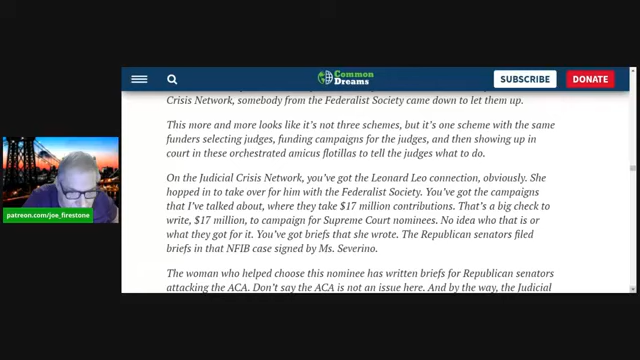 Common
Dreams
SUBSCRIBE
DONATE
Crisis Network, somebody from the Federalist Society came down to let them up.
This more and more looks like it's not three schemes, but it's one scheme with the same
funders selecting judges, funding campaigns for the judges, and then showing up in
court in these orchestrated amicus flotillas to tell the judges what to do.
On the Judicial Crisis Network, you've got the Leonard Leo connection, obviously. She
hopped in to take over for him with the Federalist Society. You've got the campaigns
that I've talked about, where they take $17 million contributions. That's a big check to
write, $17 million, to campaign for Supreme Court nominees. No idea who that is or
what they got for it. You've got briefs that she wrote. The Republican senators filed
briefs in that NFIB case signed by Ms. Severino.
The woman who helped choose this nominee has written briefs for Republican senators
attacking the ACA. Don't say the ACA is not an issue here. And by the way, the Judicial
patreon.com/joe_firestone